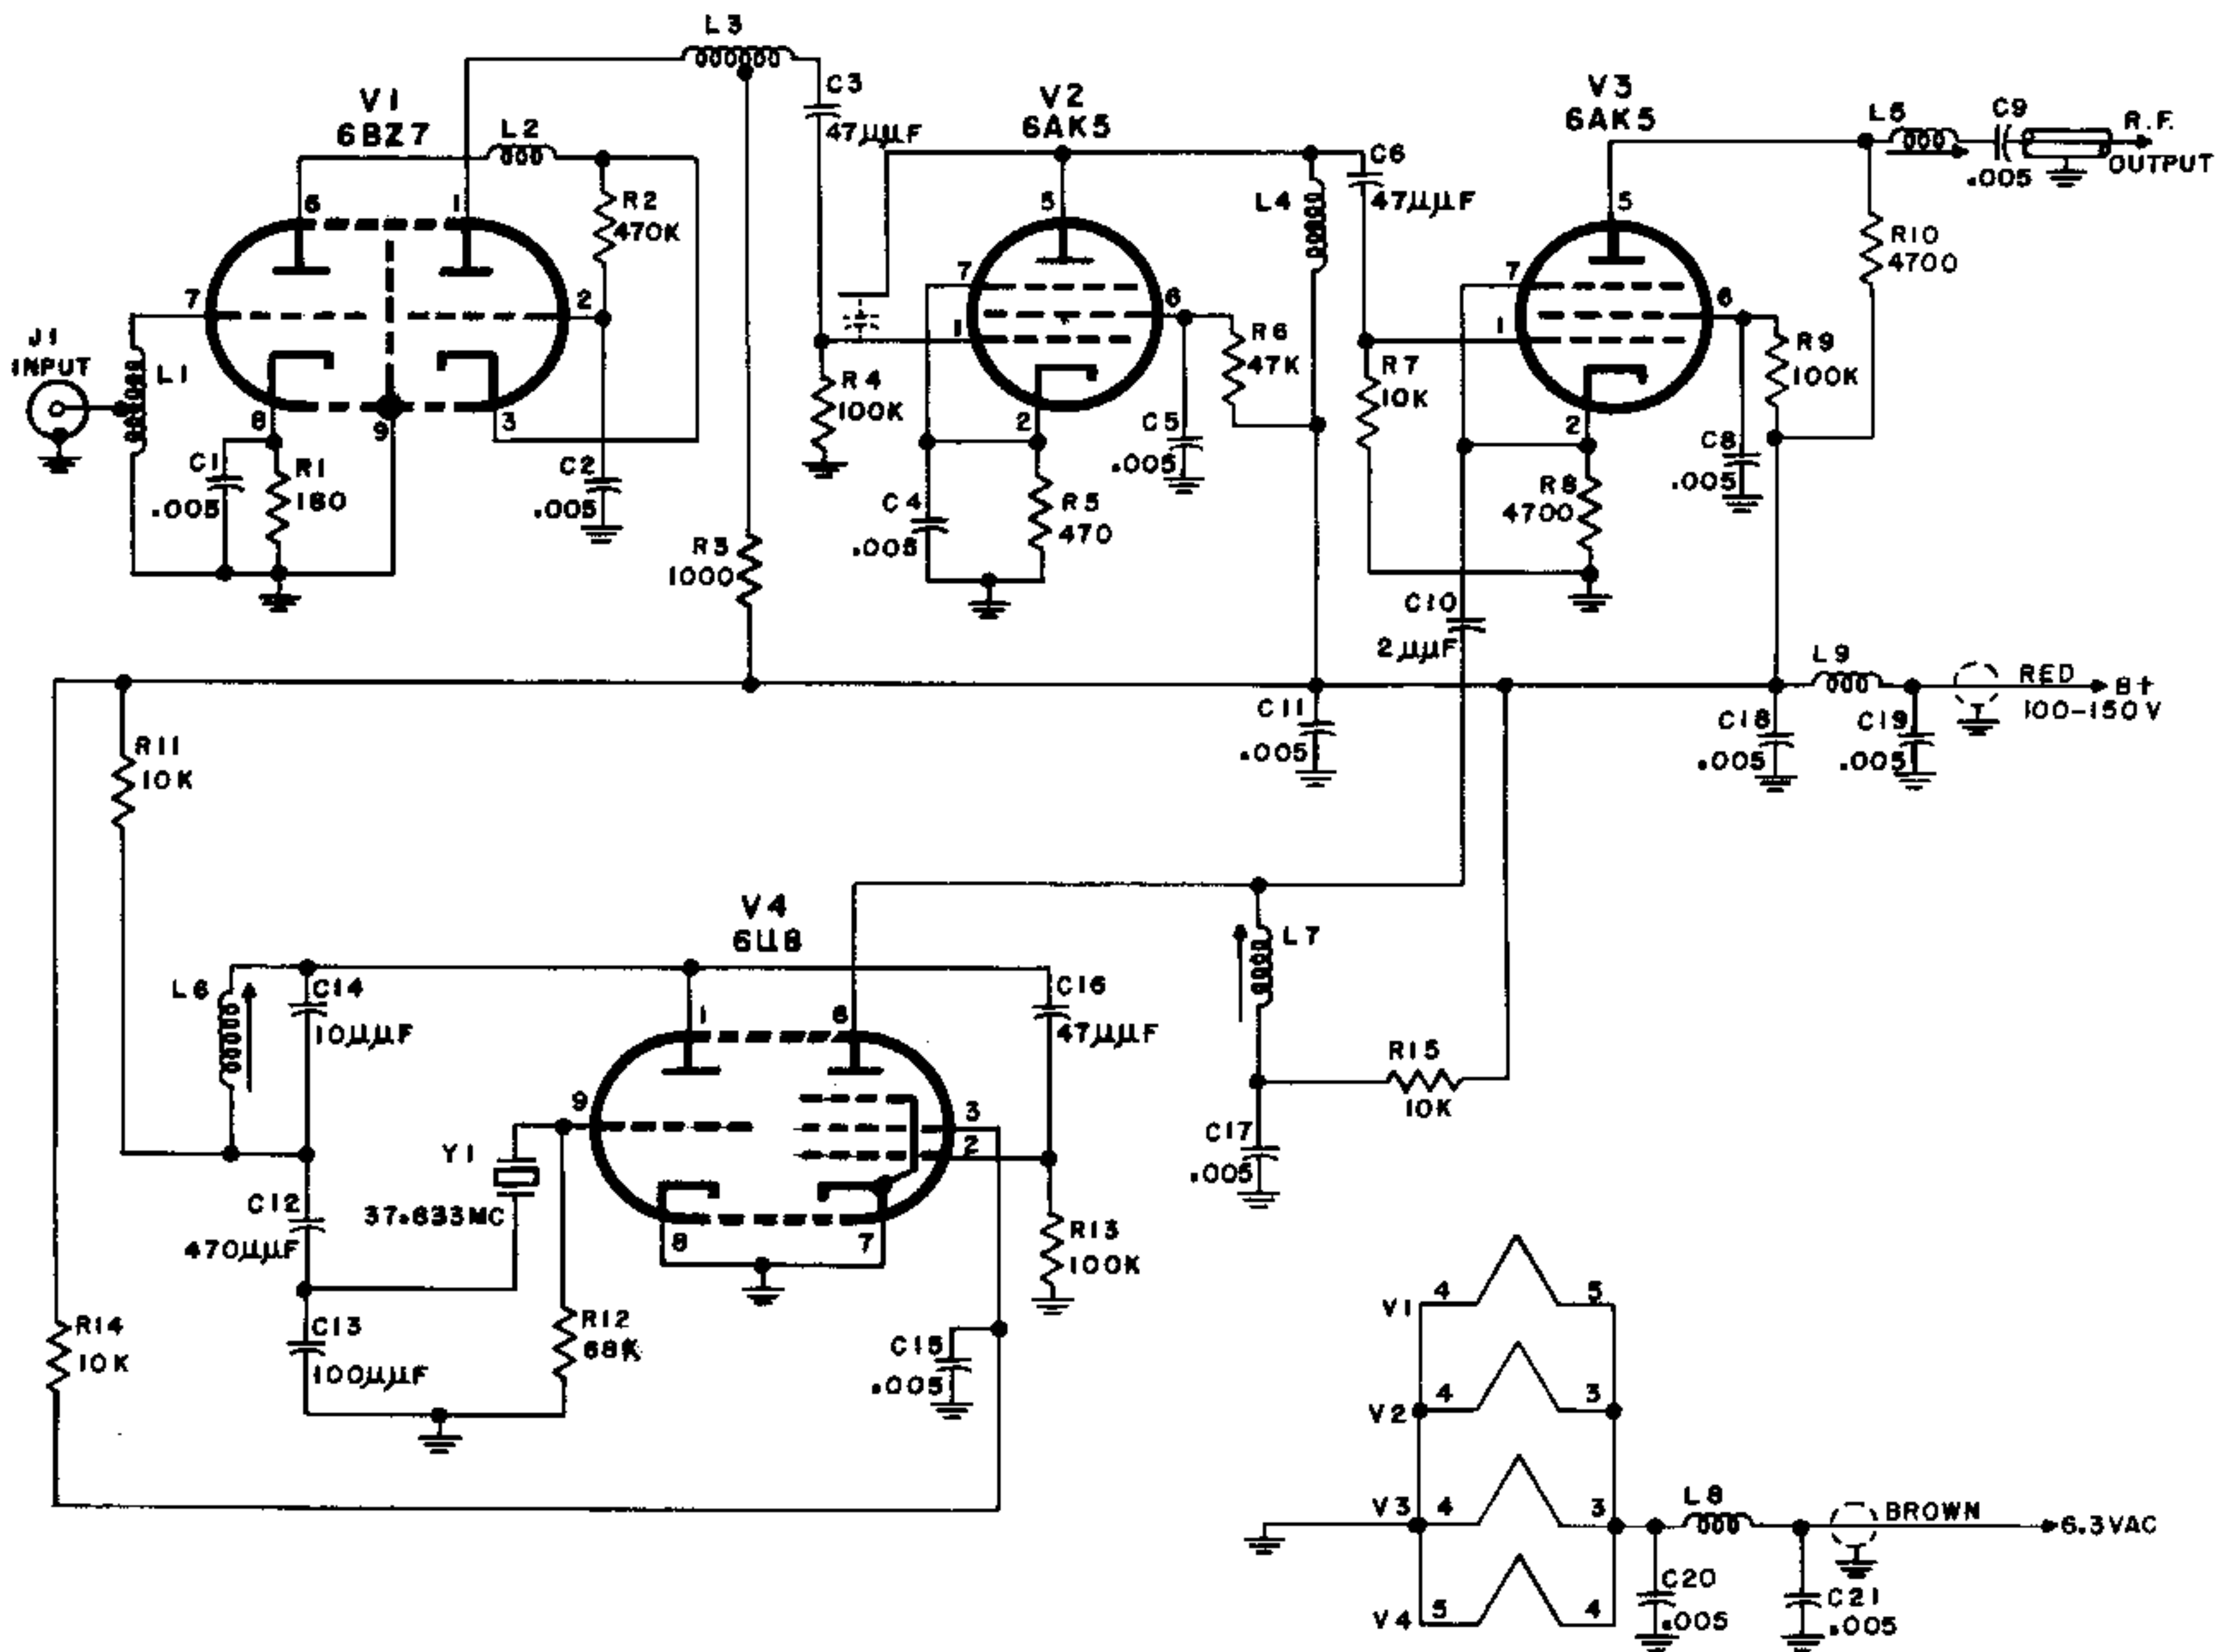 L3
C3
47µµF
V1
6BZ7
L2
R2
470K
6
1
7
2
8
9
3
J1
INPUT
L1
C1
.005
R1
180
C2
.005
R3
1000
V2
6AK5
5
7
6
1
2
R4
100K
C4
.005
R5
470
C5
.005
R6
47K
L4
C6
47µµF
V3
6AK5
5
7
6
1
2
R7
10K
R8
4700
C8
.005
R9
100K
R10
4700
L5
C9
.005
R.F.
OUTPUT
C10
2µµF
C11
.005
L9
C18
.005
C19
.005
RED
B+
100-150V
R11
10K
V4
6U8
L6
C14
10µµF
1
6
C16
47µµF
9
3
2
8
7
Y1
37.833MC
C12
470µµF
C13
100µµF
R12
68K
R13
100K
C15
.005
R14
10K
L7
R15
10K
C17
.005
V1
4
5
V2
4
3
V3
4
3
V4
5
4
L8
BROWN
6.3VAC
C20
.005
C21
.005